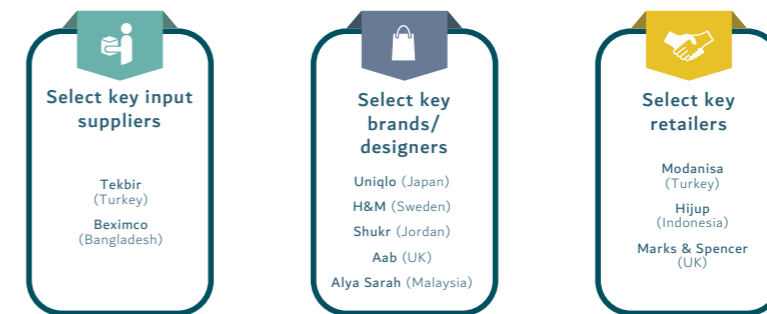 Select key input
suppliers
Tekbir
(Turkey)
Beximco
(Bangladesh)
Select key
brands/
designers
Uniqlo (Japan)
H&M (Sweden)
Shukr (Jordan)
Aab (UK)
Alya Sarah (Malaysia)
Select key
retailers
Modanisa
(Turkey)
Hijup
(Indonesia)
Marks & Spencer
(UK)